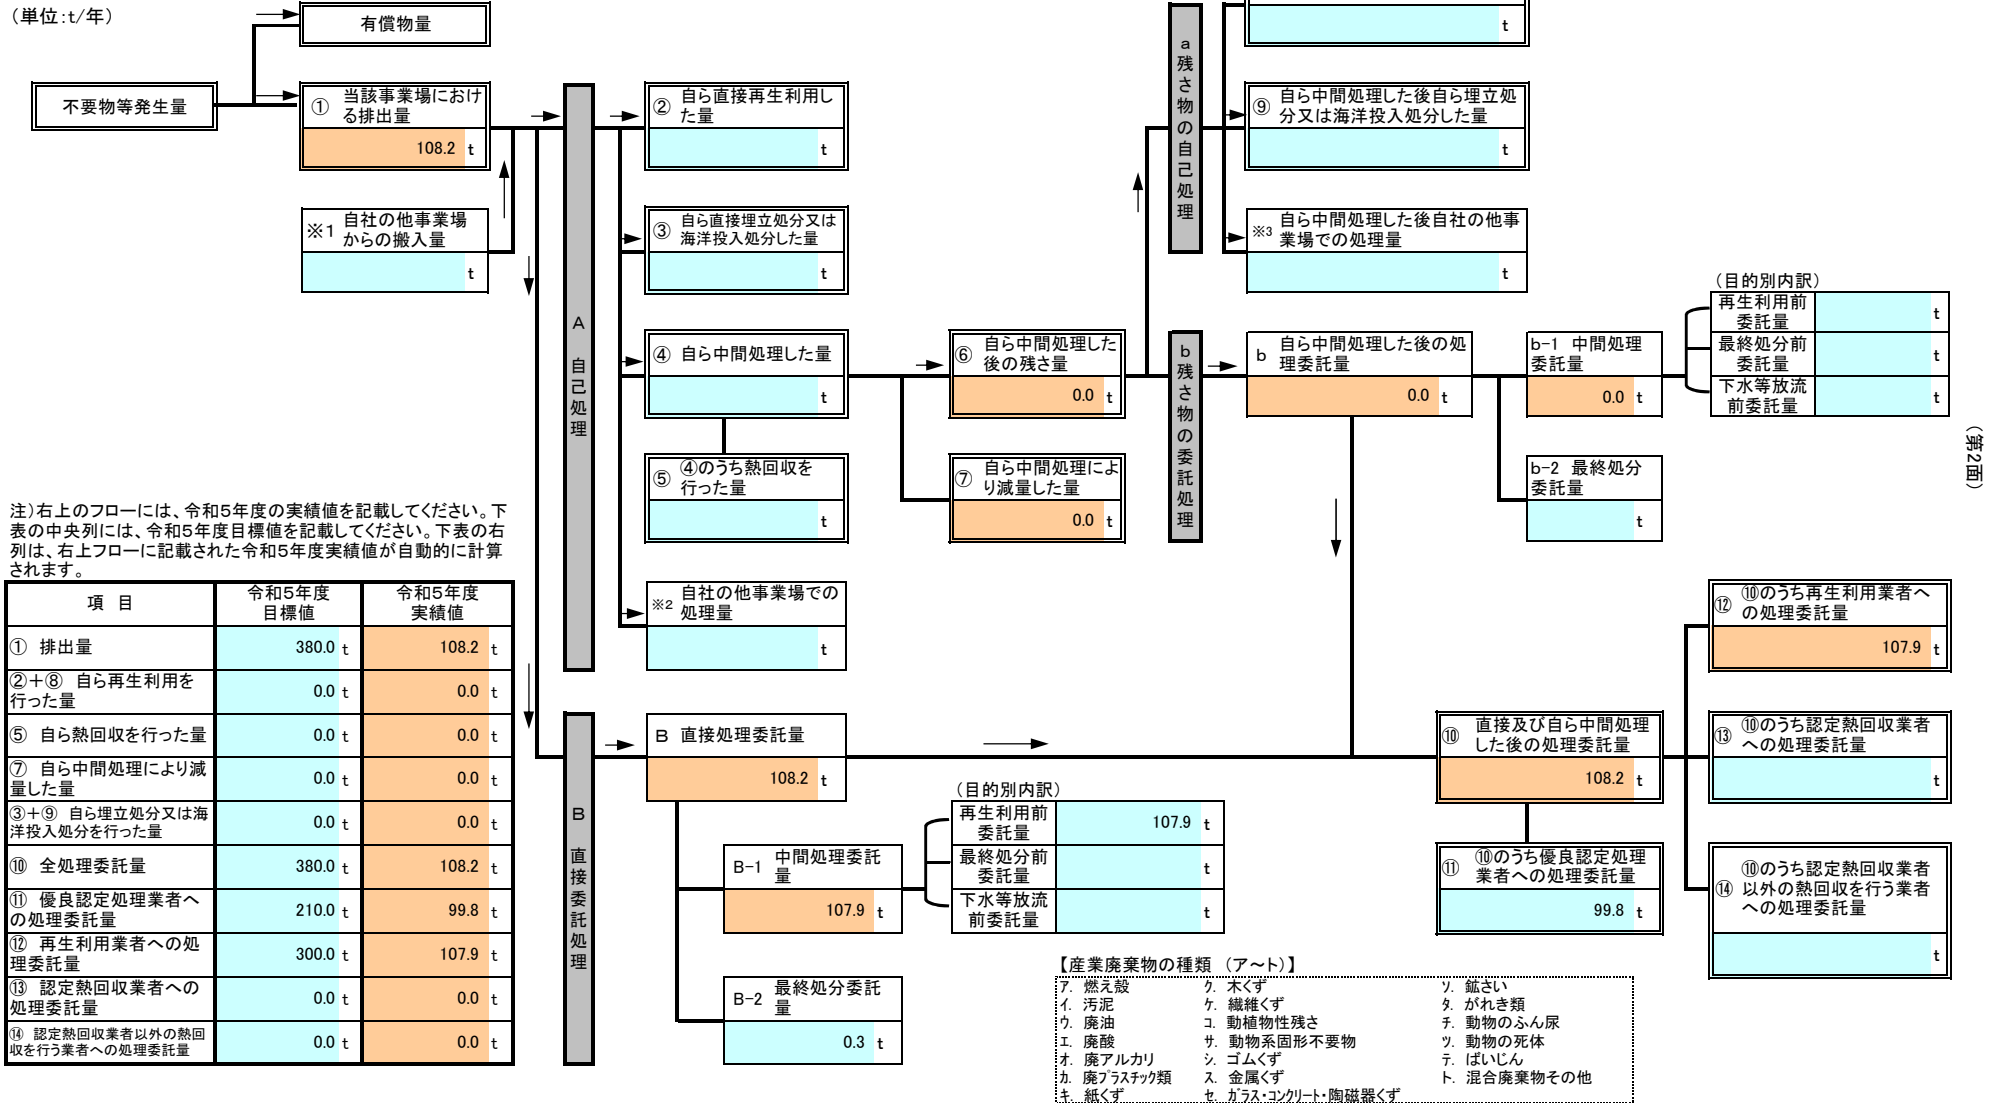 (単位:t/年)
有償物量
t
不要物等発生量
① 当該事業場におけ
る排出量
108.2 t
※1 自社の他事業場
からの搬入量
t
A 自己処理
② 自ら直接再生利用し
た量
t
③ 自ら直接埋立処分又は
海洋投入処分した量
t
④ 自ら中間処理した量
t
⑤ ④のうち熱回収を
行った量
t
※2 自社の他事業場での
処理量
t
⑥ 自ら中間処理した
後の残さ量
0.0 t
⑦ 自ら中間処理によ
り減量した量
0.0 t
a残さ物の自己処理
⑨ 自ら中間処理した後自ら埋立処
分又は海洋投入処分した量
t
※3 自ら中間処理した後自社の他事
業場での処理量
t
b残さ物の委託処理
b 自ら中間処理した後の処
理委託量
0.0 t
b-1 中間処理
委託量
0.0 t
b-2 最終処分
委託量
t
(目的別内訳)
再生利用前
委託量
t
最終処分前
委託量
t
下水等放流
前委託量
t
(第2面)
注)右上のフローには、令和5年度の実績値を記載してください。下
表の中央列には、令和5年度目標値を記載してください。下表の右
列は、右上フローに記載された令和5年度実績値が自動的に計算
されます。
項 目
令和5年度
目標値
令和5年度
実績値
① 排出量 380.0 t 108.2 t
②+⑧ 自ら再生利用を
行った量 0.0 t 0.0 t
⑤ 自ら熱回収を行った量 0.0 t 0.0 t
⑦ 自ら中間処理により減
量した量 0.0 t 0.0 t
③+⑨ 自ら埋立処分又は海
洋投入処分を行った量 0.0 t 0.0 t
⑩ 全処理委託量 380.0 t 108.2 t
⑪ 優良認定処理業者へ
の処理委託量 210.0 t 99.8 t
⑫ 再生利用業者への処
理委託量 300.0 t 107.9 t
⑬ 認定熱回収業者への
処理委託量 0.0 t 0.0 t
⑭ 認定熱回収業者以外の熱回
収を行う業者への処理委託量 0.0 t 0.0 t
B 直接委託処理
B 直接処理委託量
108.2 t
B-1 中間処理委託
量
107.9 t
B-2 最終処分委託
量
0.3 t
(目的別内訳)
再生利用前
委託量
107.9 t
最終処分前
委託量
t
下水等放流
前委託量
t
⑩ 直接及び自ら中間処理
した後の処理委託量
108.2 t
⑪ ⑩のうち優良認定処理
業者への処理委託量
99.8 t
⑫ ⑩のうち再生利用業者へ
の処理委託量
107.9 t
⑬ ⑩のうち認定熱回収業者
への処理委託量
t
⑭ ⑩のうち認定熱回収業者
以外の熱回収を行う業者
への処理委託量
t
【産業廃棄物の種類 (ア~ト)】
ア. 燃え殻 ク. 木くず ソ. 鉱さい
イ. 汚泥 ケ. 繊維くず タ. がれき類
ウ. 廃油 コ. 動植物性残さ チ. 動物のふん尿
エ. 廃酸 サ. 動物系固形不要物 ツ. 動物の死体
オ. 廃アルカリ シ. ゴムくず テ. ばいじん
カ. 廃プラスチック類 ス. 金属くず ト. 混合廃棄物その他
キ. 紙くず セ. ガラス・コンクリート・陶磁器くず